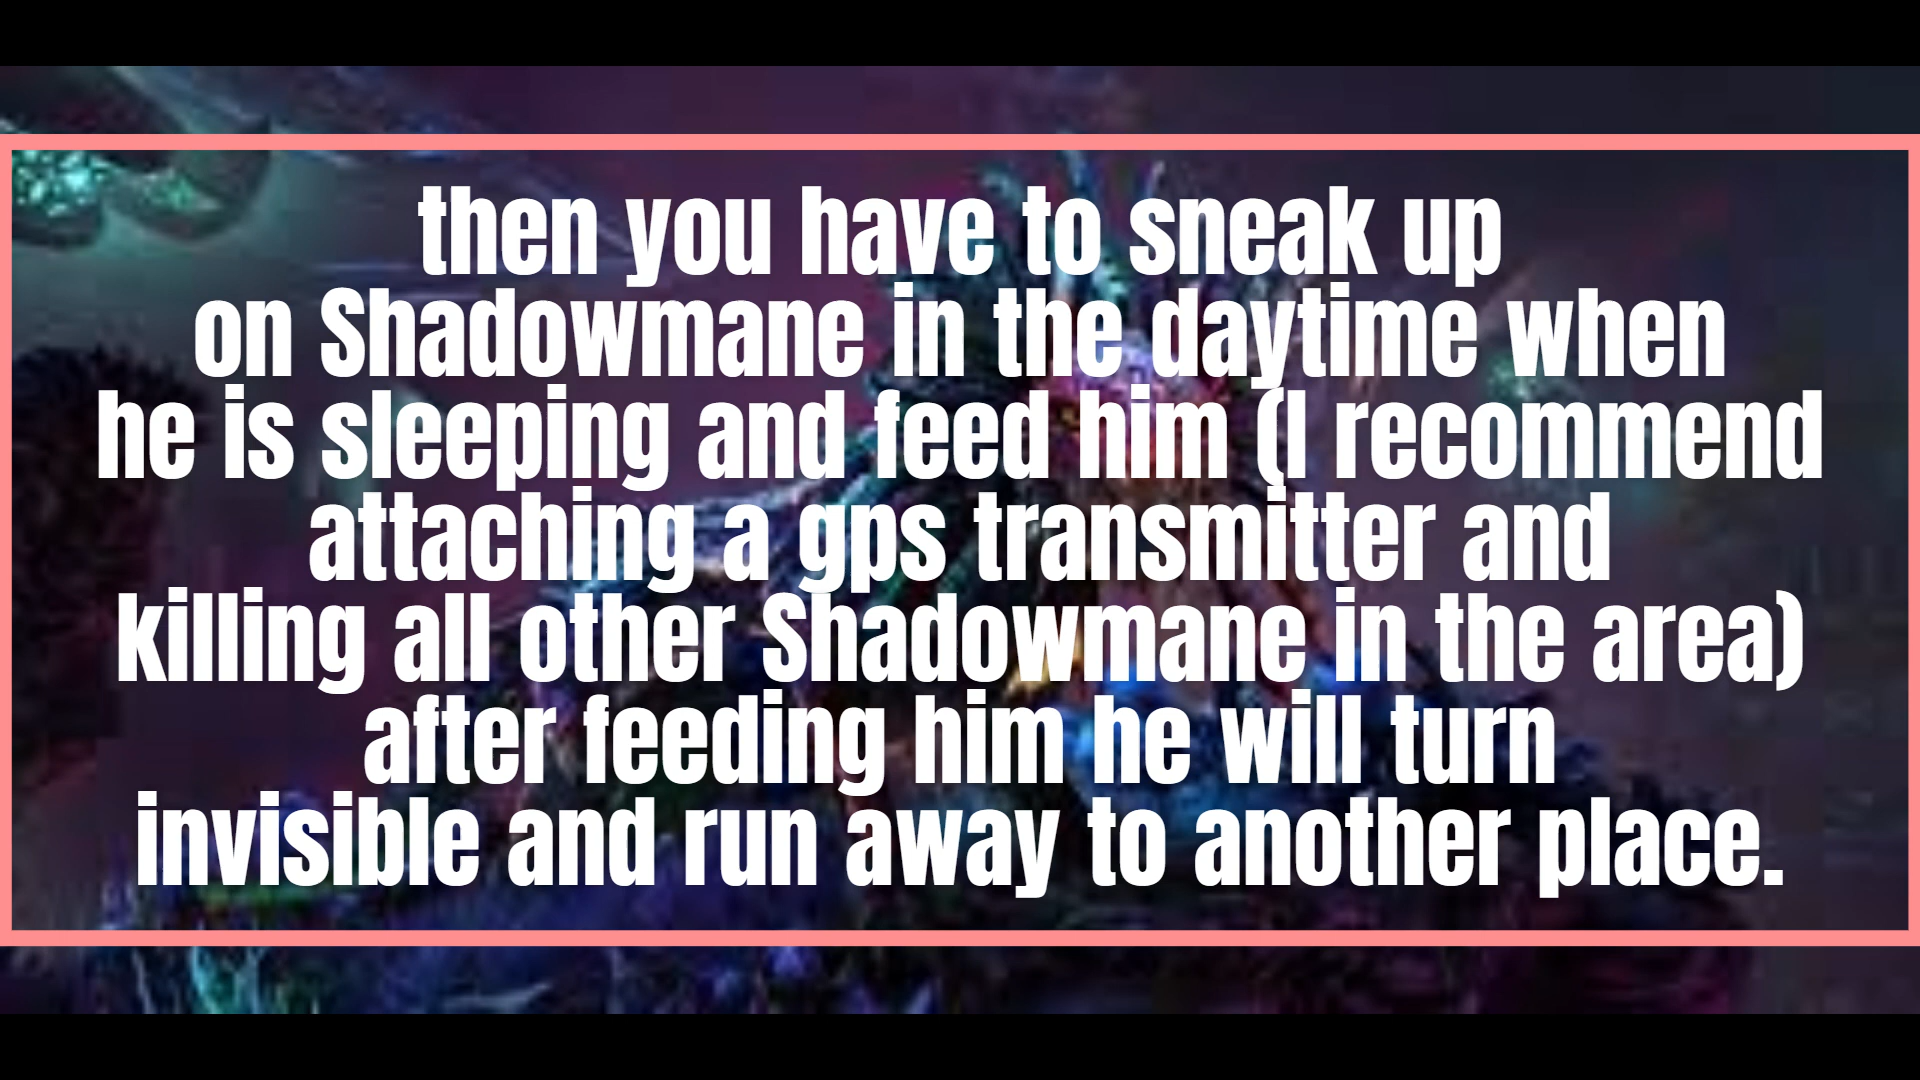 then you have to sneak up
on Shadowmane in the daytime when
he is sleeping and feed him (I recommend
attaching a gps transmitter and
killing all other Shadowmane in the area)
after feeding him he will turn
invisible and run away to another place.